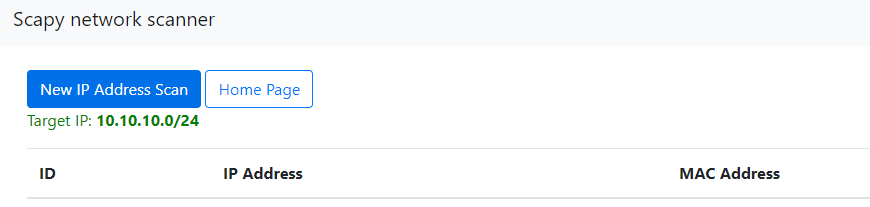 Scapy network scanner
New IP Address Scan Home Page
Target IP: 10.10.10.0/24
ID IP Address MAC Address